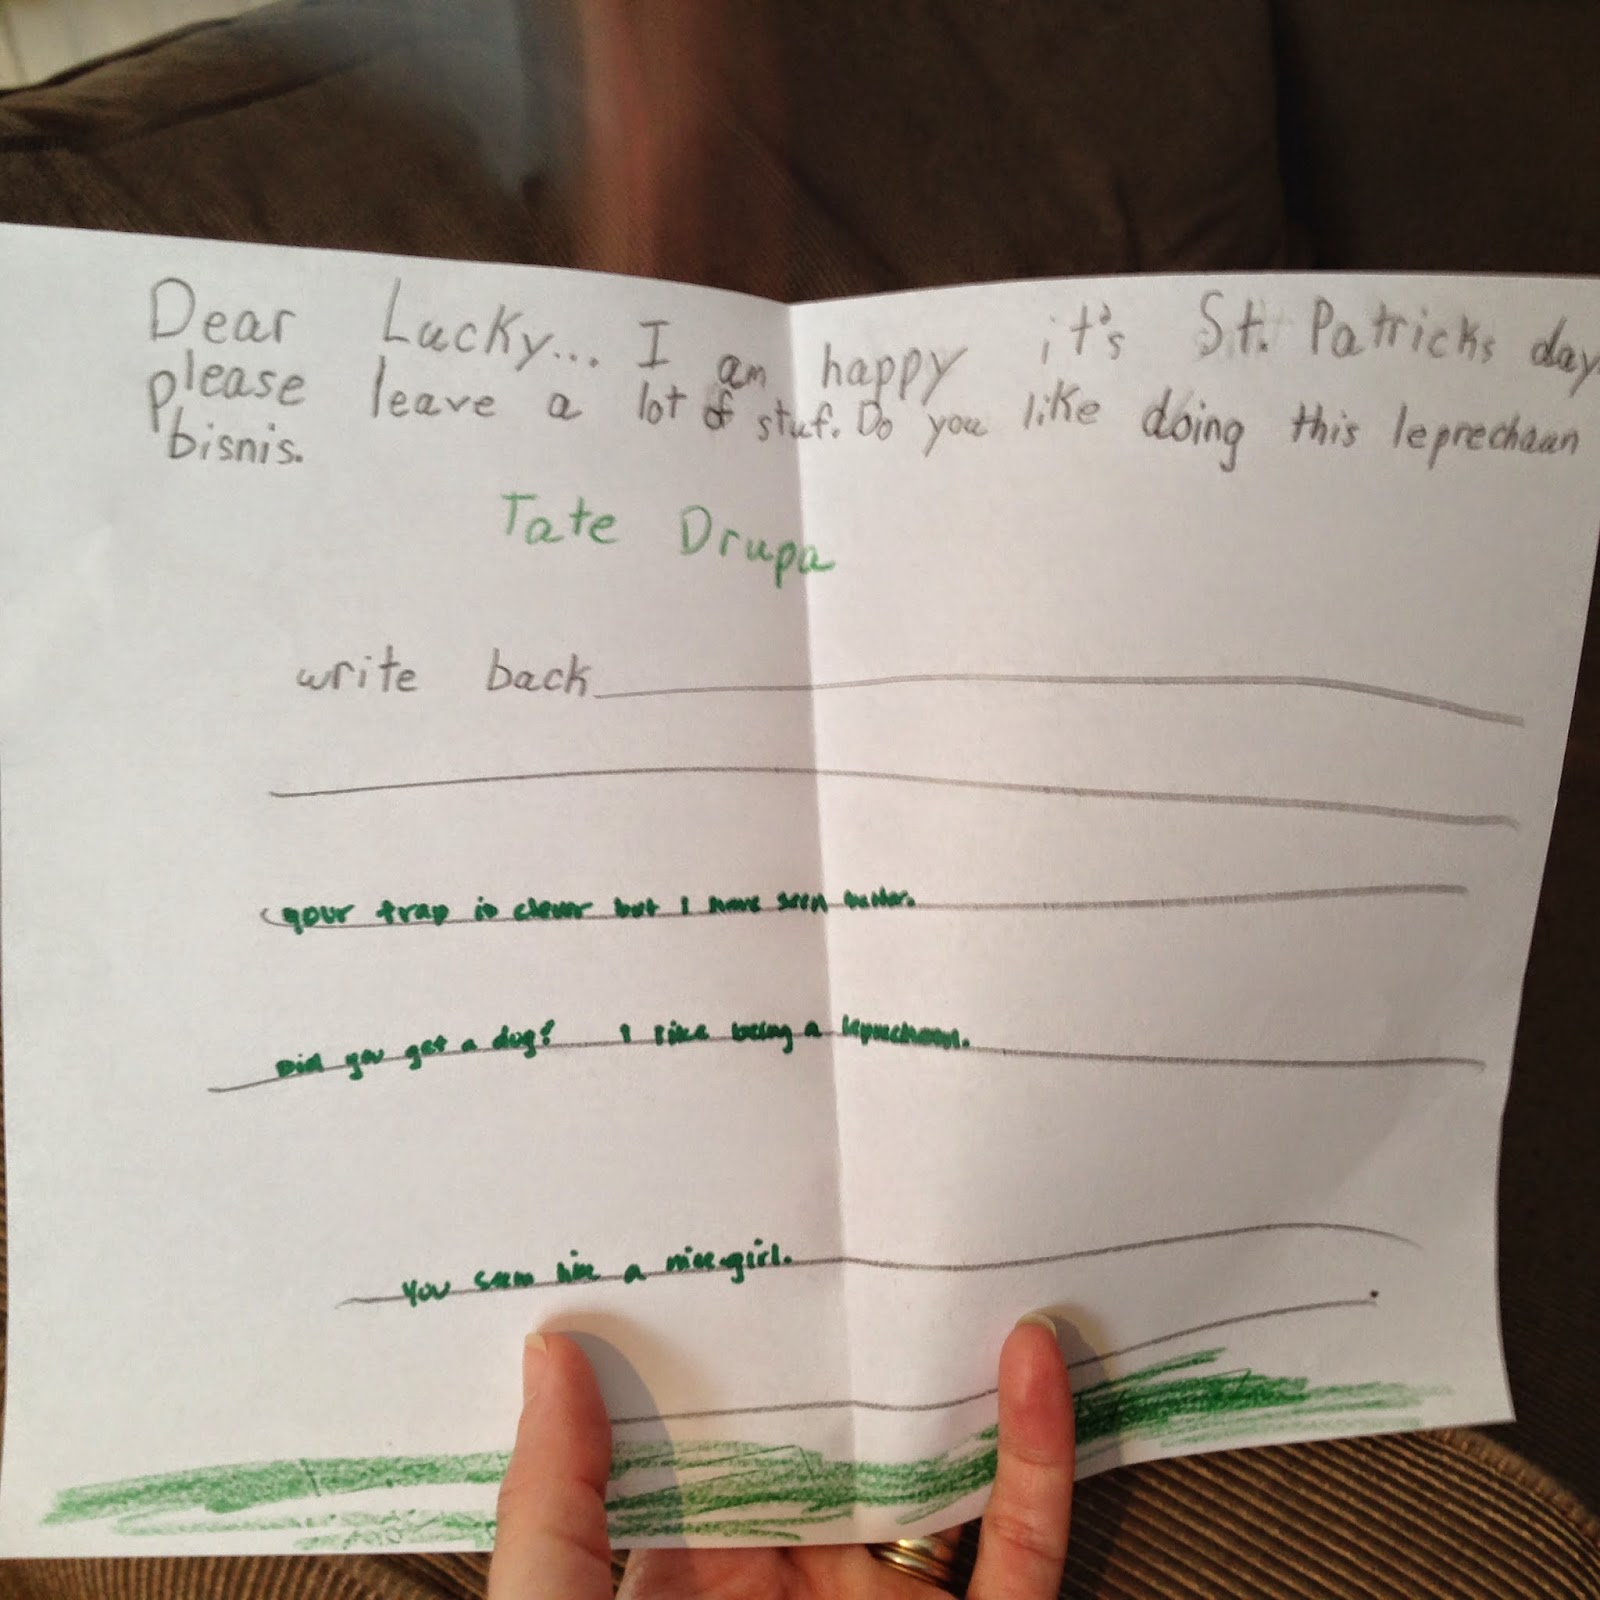 Dear Lucky... I am happy it's St. Patricks day.
please leave a lot of stuf. Do you like doing this leprechaun
bisnis.
Tate Drupa
write back
your trap is clever but I have seen better.
Did you get a dog? I like being a leprechaun.
You seem like a nice girl.